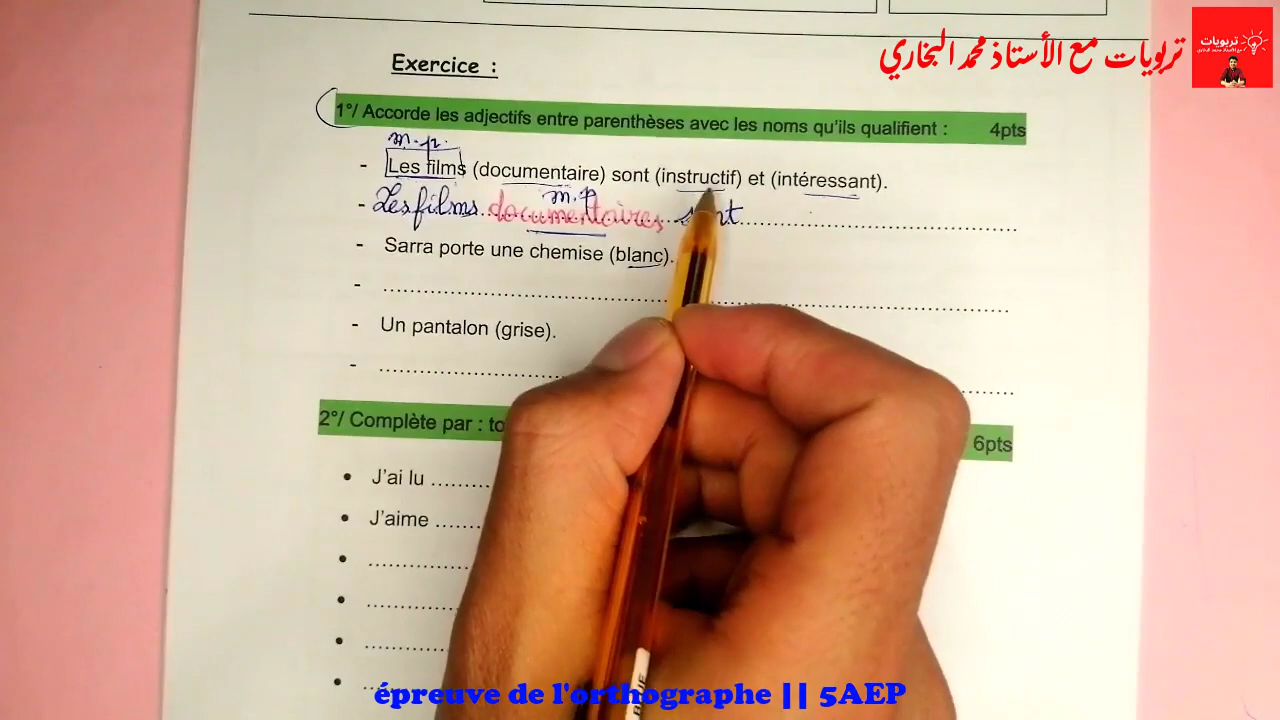 تربويات مع الأستاذ محمد البخاري
تربويات
Exercice :
1°/ Accorde les adjectifs entre parenthèses avec les noms qu'ils qualifient : 4pts
m.p.
- Les films (documentaire) sont (instructif) et (intéressant).
m.p
- Les films documentaires sont
- Sarra porte une chemise (blanc).
-
- Un pantalon (grise).
-
2°/ Complète par : to 6pts
• J'ai lu
• J'aime
épreuve de l'orthographe || 5AEP